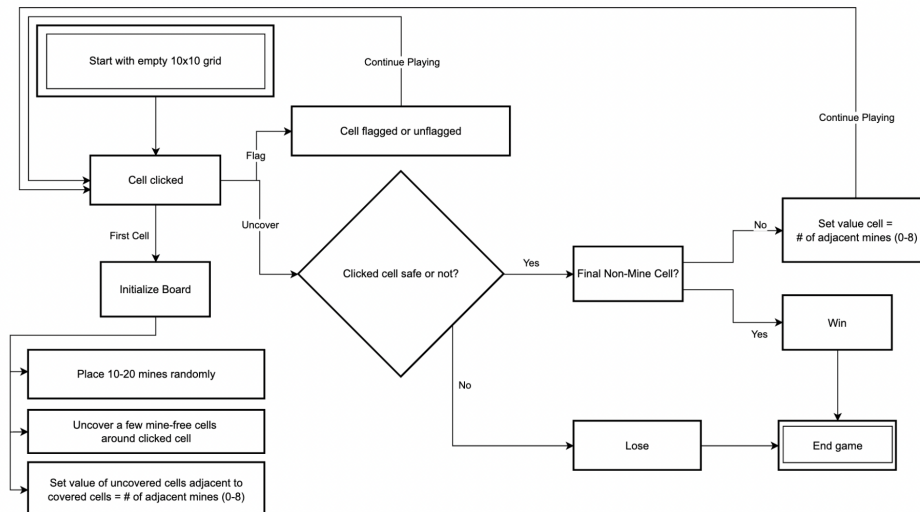 Start with empty 10x10 grid
Continue Playing
Cell flagged or unflagged
Continue Playing
Flag
Cell clicked
Uncover
First Cell
Initialize Board
Clicked cell safe or not?
Yes
Final Non-Mine Cell?
No
Set value cell =
# of adjacent mines (0-8)
Yes
Win
No
Lose
End game
Place 10-20 mines randomly
Uncover a few mine-free cells
around clicked cell
Set value of uncovered cells adjacent to
covered cells = # of adjacent mines (0-8)